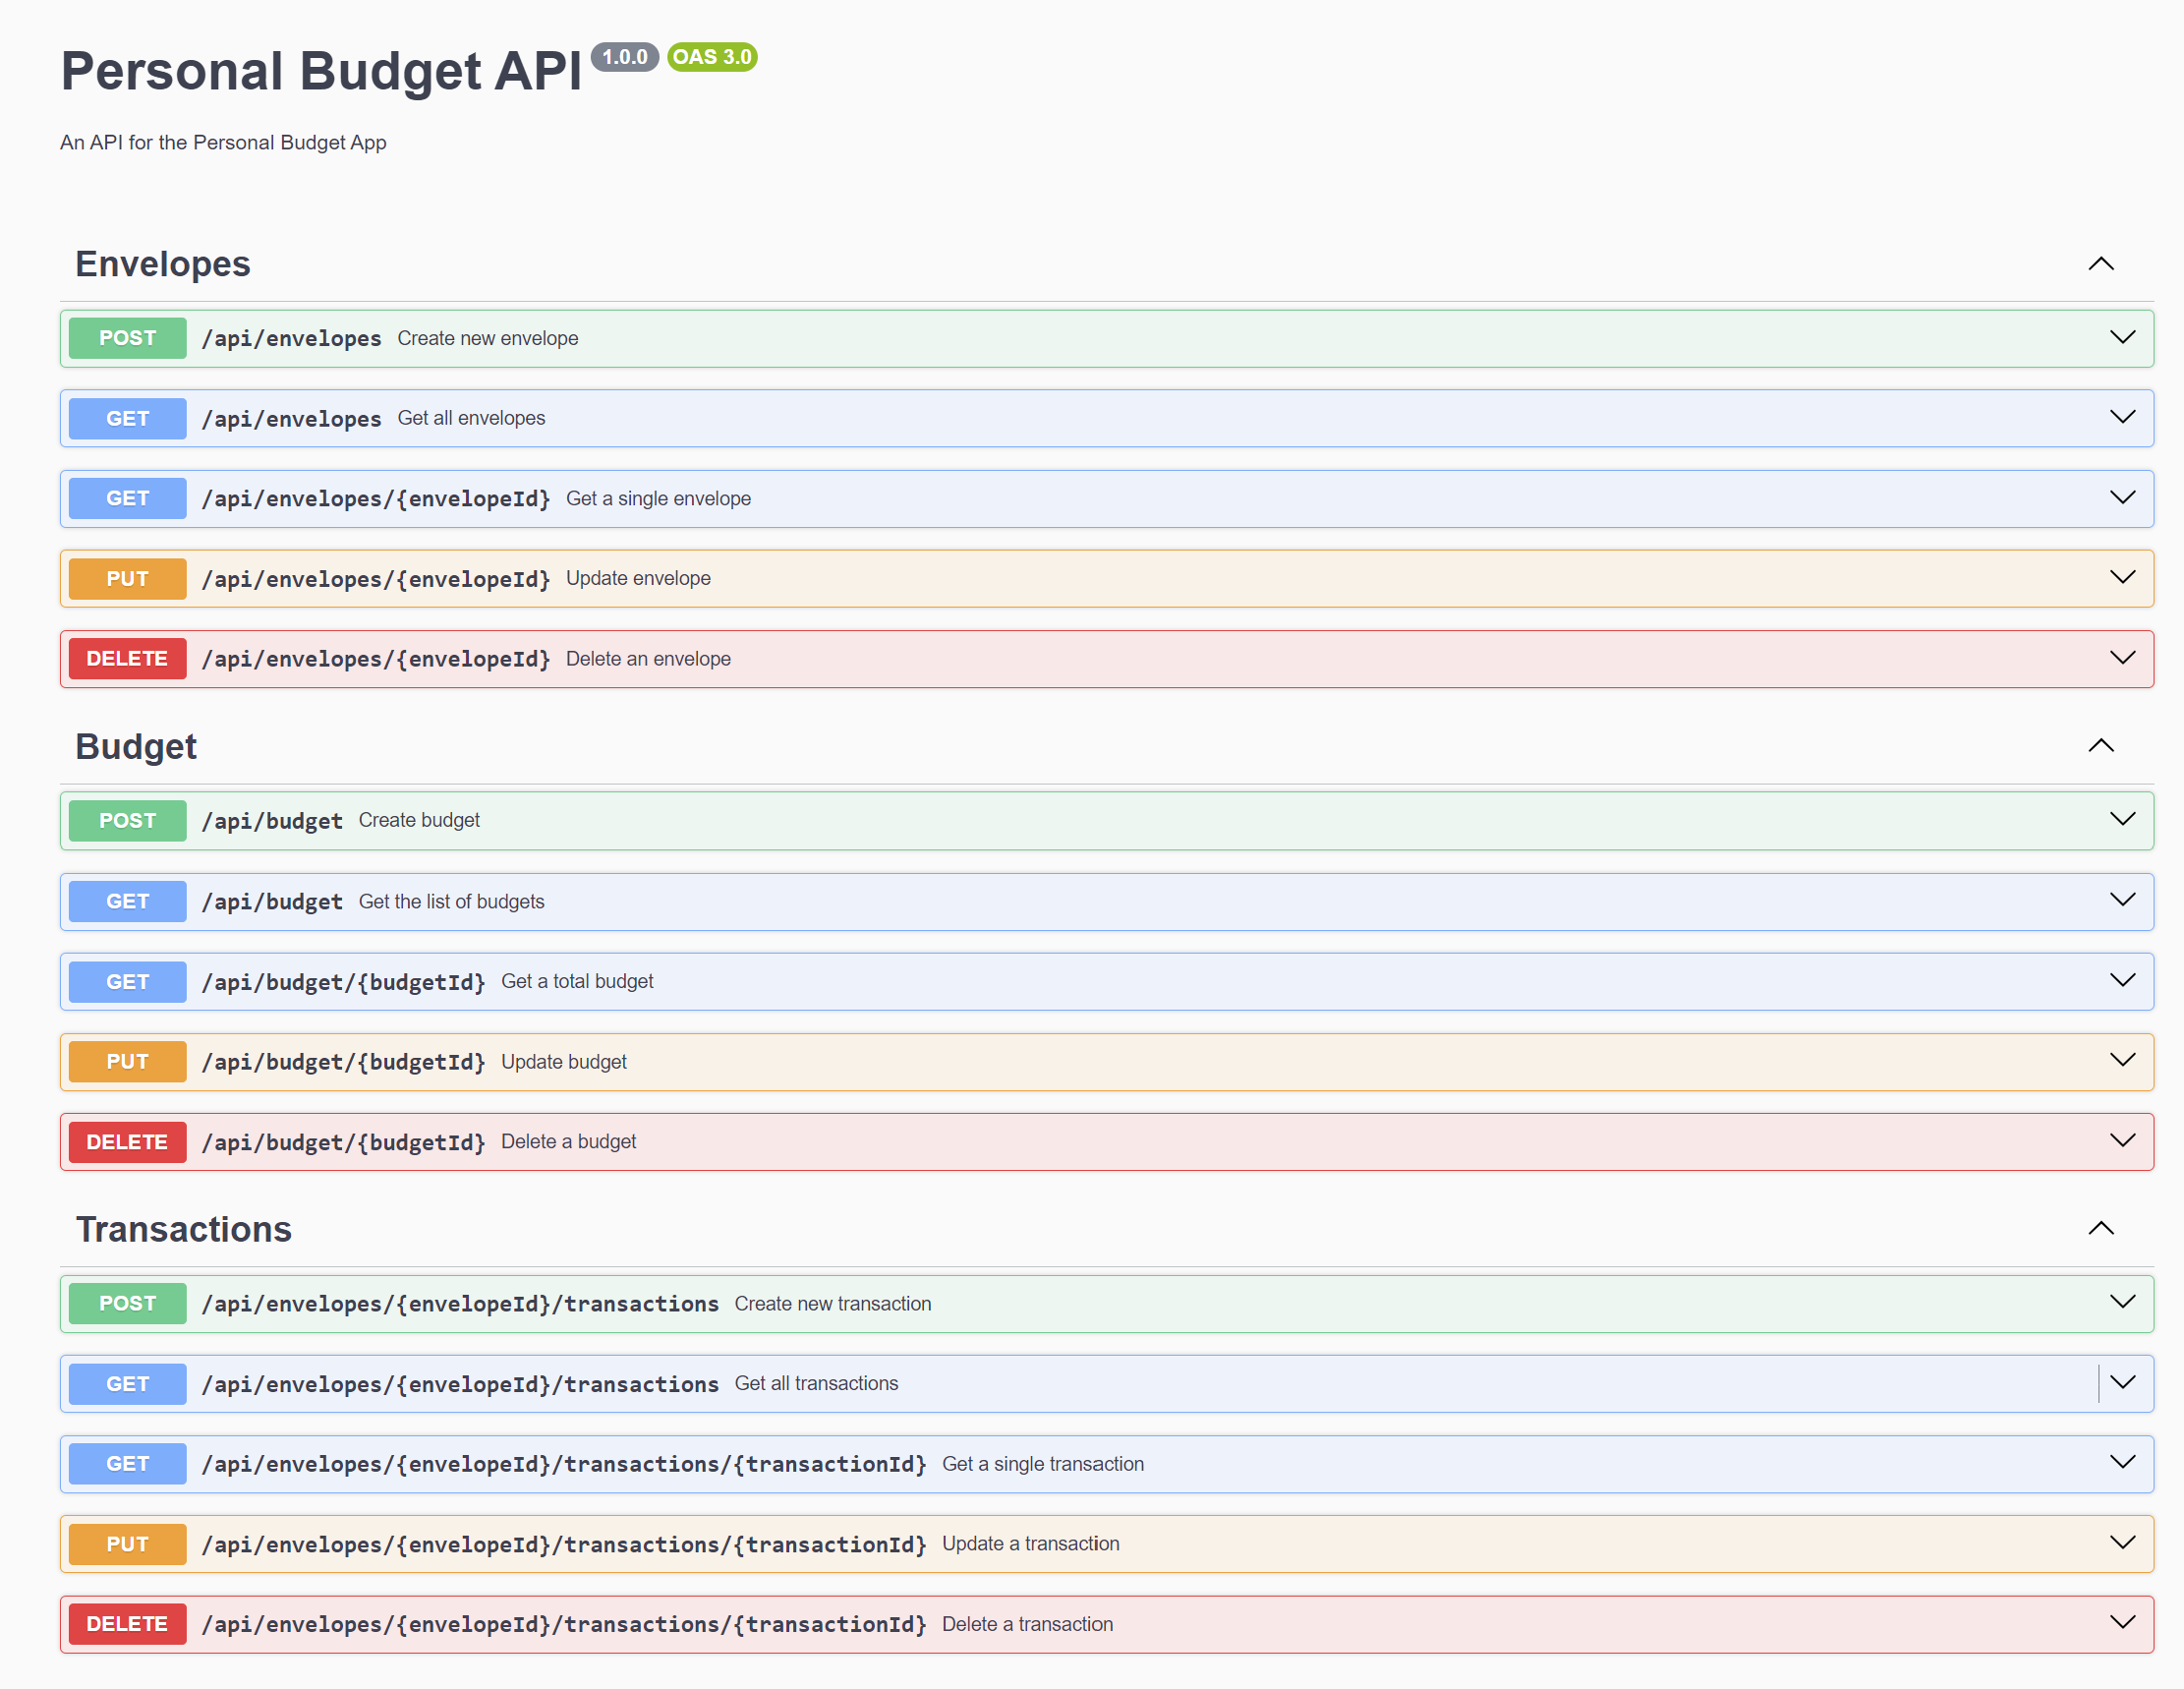 Personal Budget API 1.0.0 OAS 3.0
An API for the Personal Budget App
Envelopes
POST /api/envelopes Create new envelope
GET /api/envelopes Get all envelopes
GET /api/envelopes/{envelopeId} Get a single envelope
PUT /api/envelopes/{envelopeId} Update envelope
DELETE /api/envelopes/{envelopeId} Delete an envelope
Budget
POST /api/budget Create budget
GET /api/budget Get the list of budgets
GET /api/budget/{budgetId} Get a total budget
PUT /api/budget/{budgetId} Update budget
DELETE /api/budget/{budgetId} Delete a budget
Transactions
POST /api/envelopes/{envelopeId}/transactions Create new transaction
GET /api/envelopes/{envelopeId}/transactions Get all transactions
GET /api/envelopes/{envelopeId}/transactions/{transactionId} Get a single transaction
PUT /api/envelopes/{envelopeId}/transactions/{transactionId} Update a transaction
DELETE /api/envelopes/{envelopeId}/transactions/{transactionId} Delete a transaction